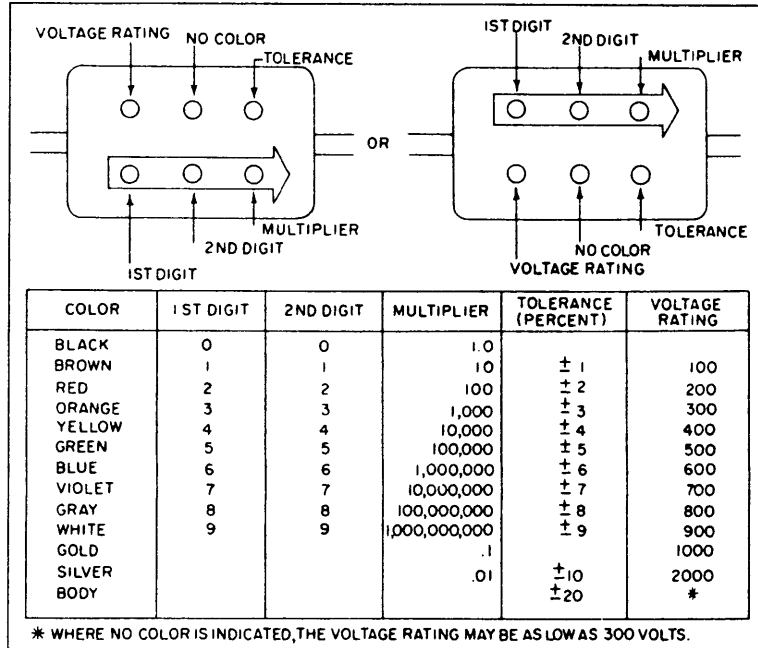 VOLTAGE RATING NO COLOR TOLERANCE
1ST DIGIT 2ND DIGIT MULTIPLIER
OR
MULTIPLIER
2ND DIGIT
1ST DIGIT
TOLERANCE
NO COLOR
VOLTAGE RATING
COLOR 1ST DIGIT 2ND DIGIT MULTIPLIER TOLERANCE (PERCENT) VOLTAGE RATING
BLACK 0 0 1.0
BROWN 1 1 10 ±1 100
RED 2 2 100 ±2 200
ORANGE 3 3 1,000 ±3 300
YELLOW 4 4 10,000 ±4 400
GREEN 5 5 100,000 ±5 500
BLUE 6 6 1,000,000 ±6 600
VIOLET 7 7 10,000,000 ±7 700
GRAY 8 8 100,000,000 ±8 800
WHITE 9 9 1,000,000,000 ±9 900
GOLD .1 1000
SILVER .01 ±10 2000
BODY ±20 *
* WHERE NO COLOR IS INDICATED, THE VOLTAGE RATING MAY BE AS LOW AS 300 VOLTS.